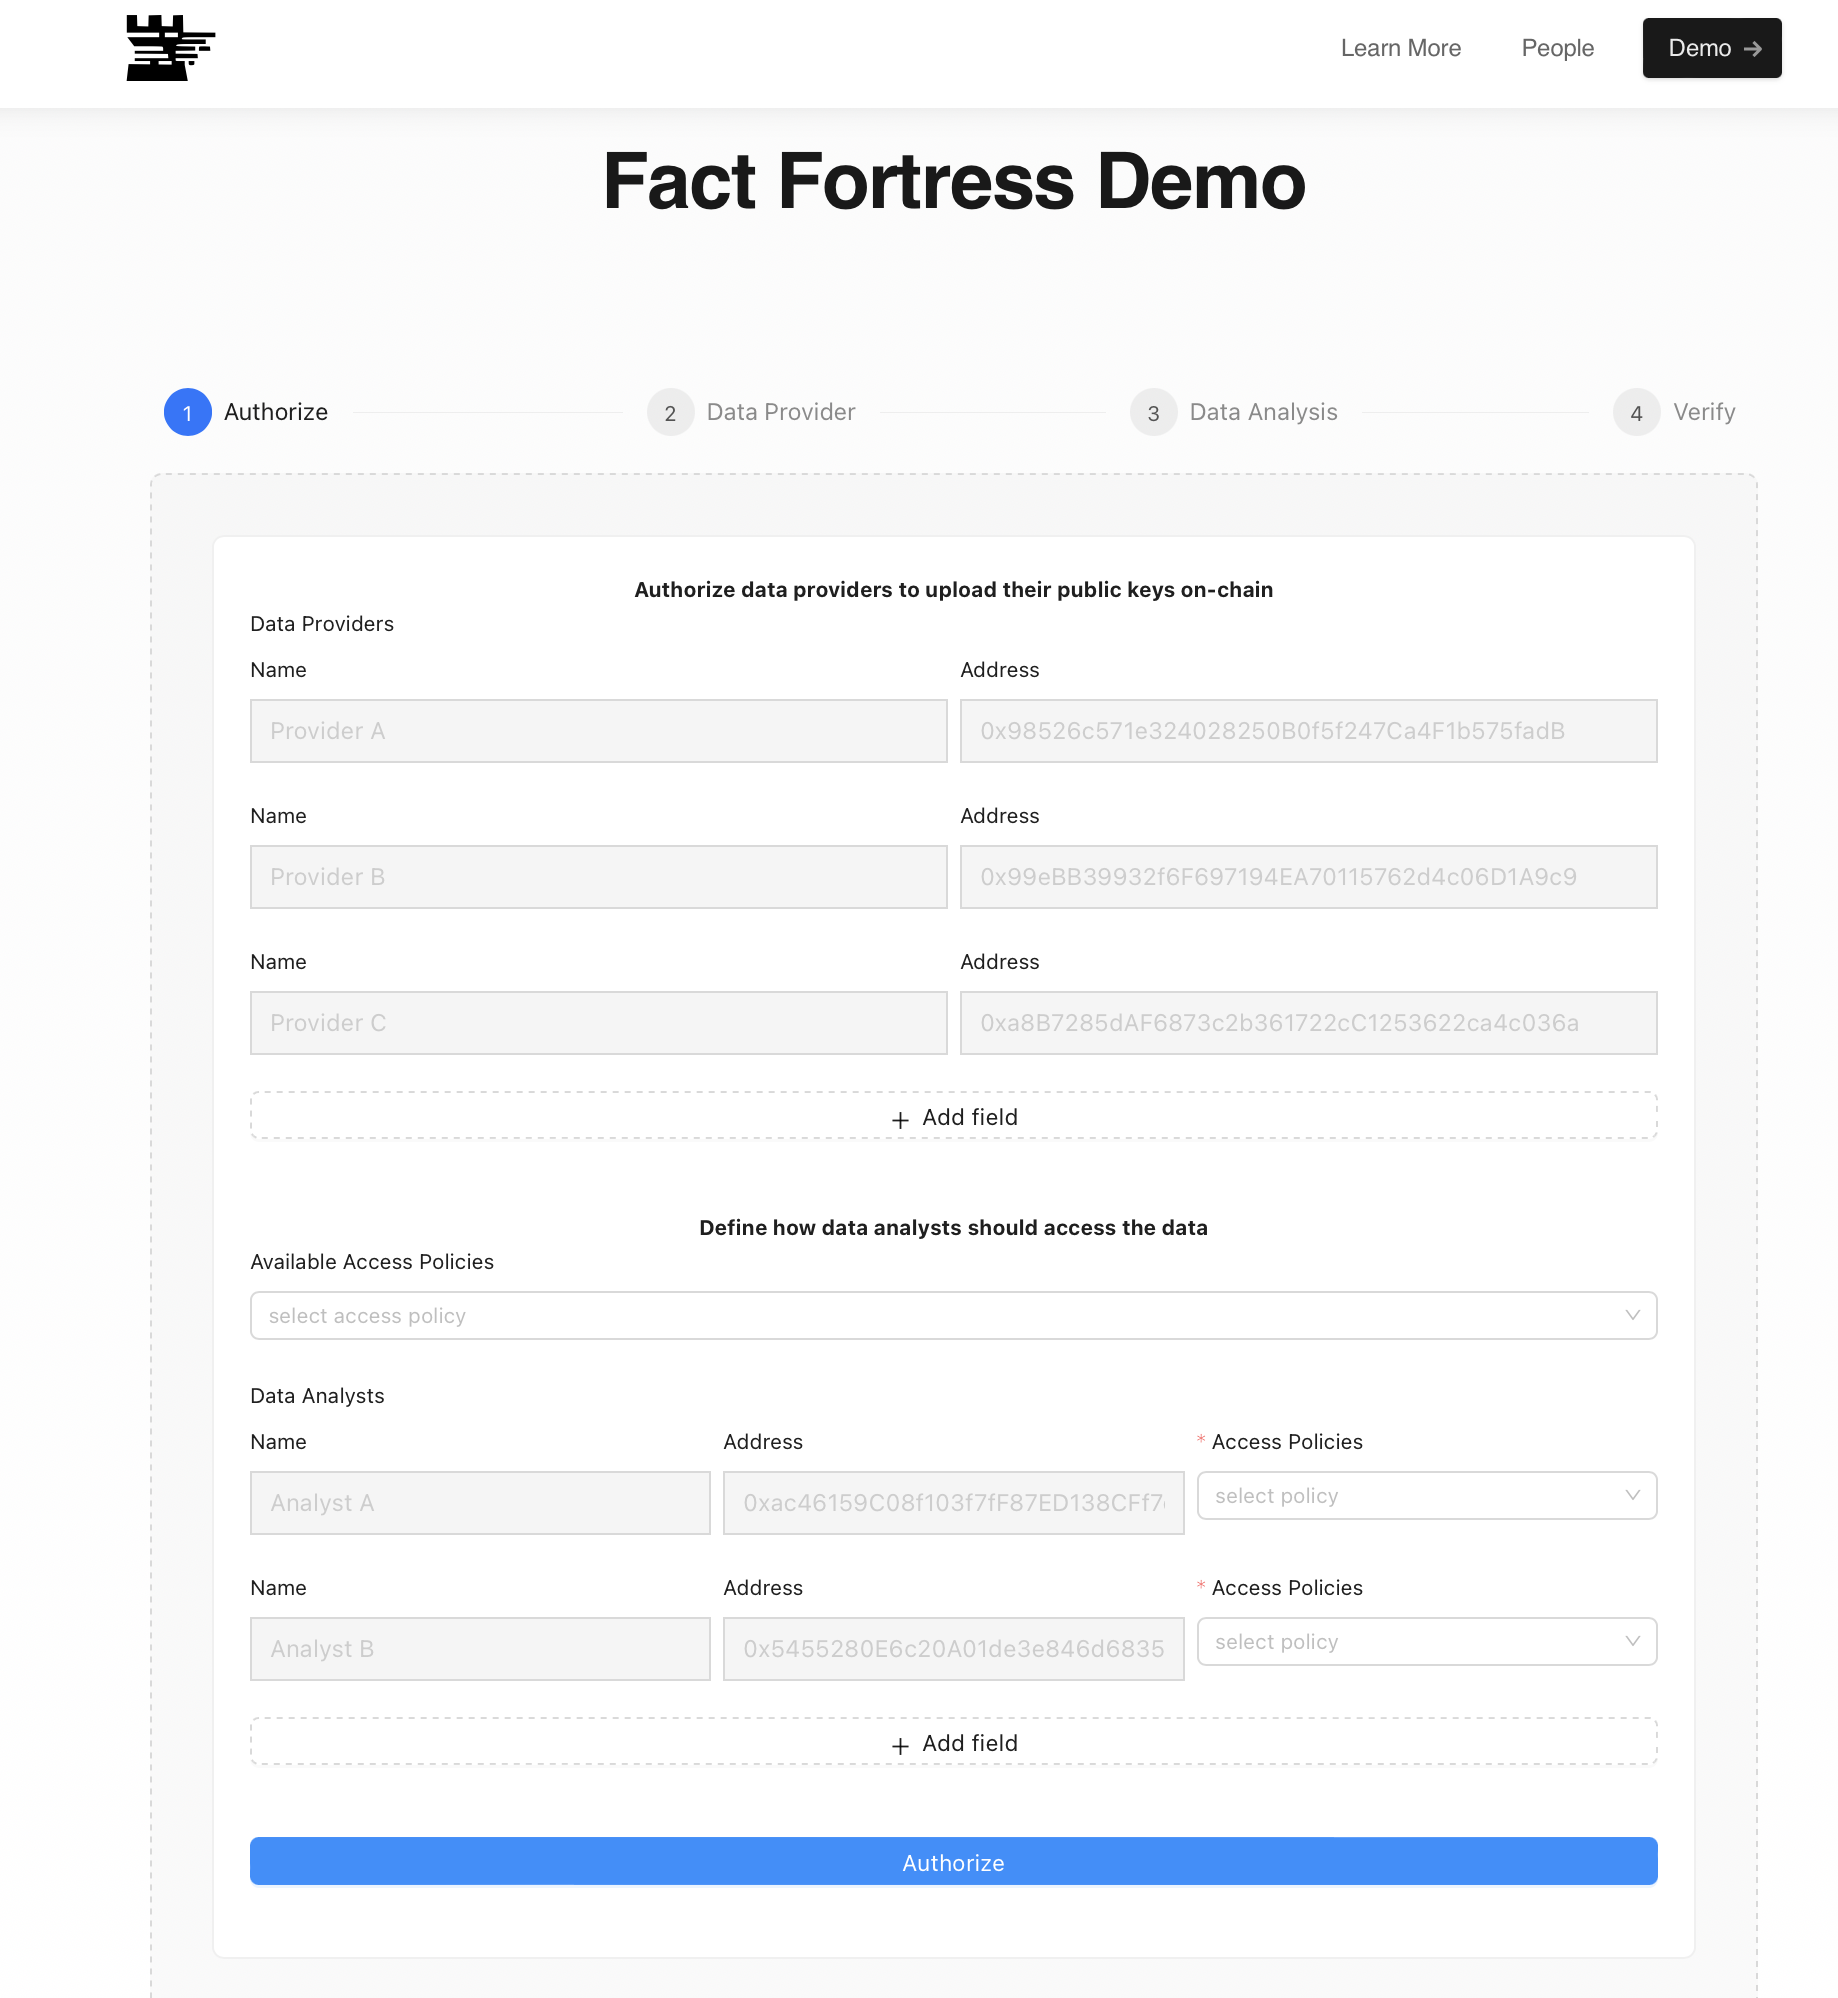 Learn More People Demo →
Fact Fortress Demo
1 Authorize 2 Data Provider 3 Data Analysis 4 Verify
Authorize data providers to upload their public keys on-chain
Data Providers
Name Address
Provider A 0x98526c571e324028250B0f5f247Ca4F1b575fadB
Name Address
Provider B 0x99eBB39932f6F697194EA70115762d4c06D1A9c9
Name Address
Provider C 0xa8B7285dAF6873c2b361722cC1253622ca4c036a
+ Add field
Define how data analysts should access the data
Available Access Policies
select access policy
Data Analysts
Name Address * Access Policies
Analyst A 0xac46159C08f103f7fF87ED138CFf7 select policy
Name Address * Access Policies
Analyst B 0x5455280E6c20A01de3e846d6835 select policy
+ Add field
Authorize